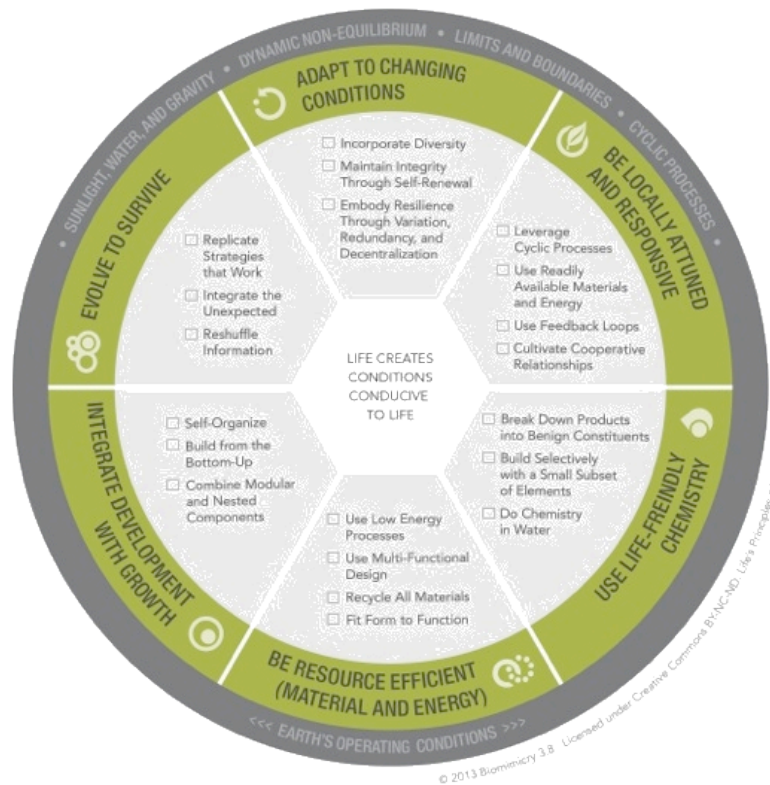 SUNLIGHT, WATER, AND GRAVITY • DYNAMIC NON-EQUILIBRIUM • LIMITS AND BOUNDARIES • CYCLIC PROCESSES •
ADAPT TO CHANGING
CONDITIONS
Incorporate Diversity
Maintain Integrity
Through Self-Renewal
Embody Resilience
Through Variation,
Redundancy, and
Decentralization
BE LOCALLY ATTUNED
AND RESPONSIVE
Leverage
Cyclic Processes
Use Readily
Available Materials
and Energy
Use Feedback Loops
Cultivate Cooperative
Relationships
USE LIFE-FREINDLY
CHEMISTRY
Break Down Products
into Benign Constituents
Build Selectively
with a Small Subset
of Elements
Do Chemistry
in Water
BE RESOURCE EFFICIENT
(MATERIAL AND ENERGY)
Use Low Energy
Processes
Use Multi-Functional
Design
Recycle All Materials
Fit Form to Function
INTEGRATE DEVELOPMENT
WITH GROWTH
Self-Organize
Build from the
Bottom-Up
Combine Modular
and Nested
Components
EVOLVE TO SURVIVE
Replicate
Strategies
that Work
Integrate the
Unexpected
Reshuffle
Information
LIFE CREATES
CONDITIONS
CONDUCIVE
TO LIFE
<<< EARTH'S OPERATING CONDITIONS >>>
© 2013 Biomimicry 3.8 Licensed under Creative Commons BY-NC-ND. Life's Principles